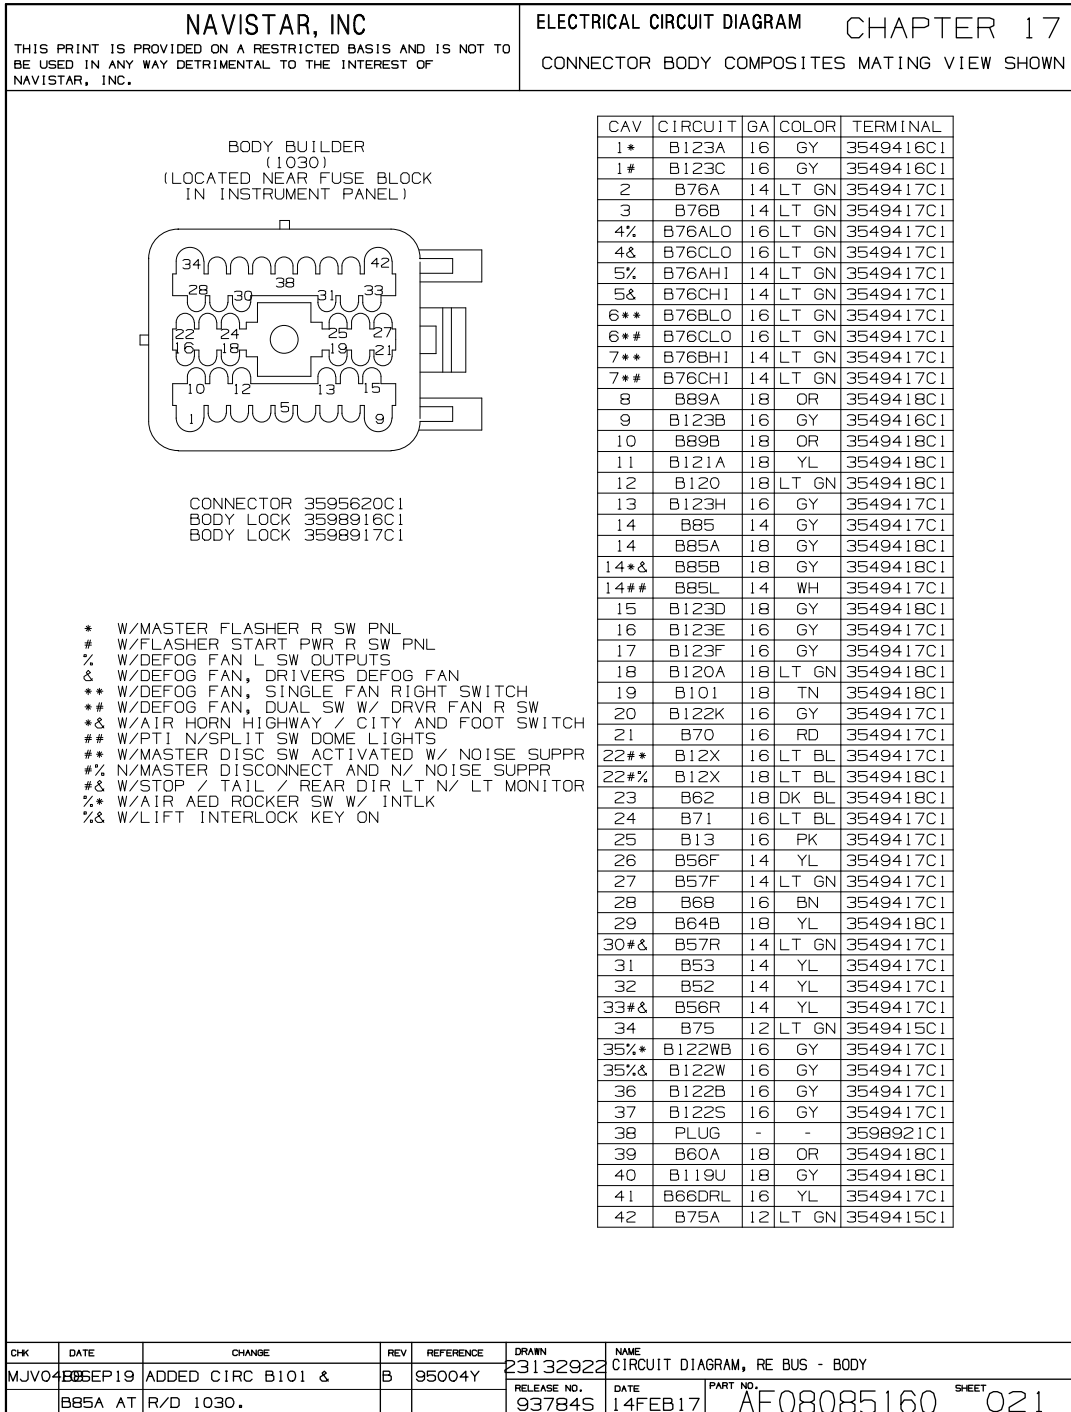 NAVISTAR, INC
THIS PRINT IS PROVIDED ON A RESTRICTED BASIS AND IS NOT TO
BE USED IN ANY WAY DETRIMENTAL TO THE INTEREST OF
NAVISTAR, INC.
ELECTRICAL CIRCUIT DIAGRAM CHAPTER 17
CONNECTOR BODY COMPOSITES MATING VIEW SHOWN
BODY BUILDER
(1030)
(LOCATED NEAR FUSE BLOCK
IN INSTRUMENT PANEL)
34 42
38
28 30 31 33
22 24 25 27
16 18 19 21
10 12 13 15
1 5 9
CONNECTOR 3595620C1
BODY LOCK 3598916C1
BODY LOCK 3598917C1
* W/MASTER FLASHER R SW PNL
# W/FLASHER START PWR R SW PNL
% W/DEFOG FAN L SW OUTPUTS
& W/DEFOG FAN, DRIVERS DEFOG FAN
** W/DEFOG FAN, SINGLE FAN RIGHT SWITCH
*# W/DEFOG FAN, DUAL SW W/ DRVR FAN R SW
*& W/AIR HORN HIGHWAY / CITY AND FOOT SWITCH
## W/PTI N/SPLIT SW DOME LIGHTS
#* W/MASTER DISC SW ACTIVATED W/ NOISE SUPPR
#% N/MASTER DISCONNECT AND N/ NOISE SUPPR
#& W/STOP / TAIL / REAR DIR LT N/ LT MONITOR
%* W/AIR AED ROCKER SW W/ INTLK
%& W/LIFT INTERLOCK KEY ON
CAV CIRCUIT GA COLOR TERMINAL
1* B123A 16 GY 3549416C1
1# B123C 16 GY 3549416C1
2 B76A 14 LT GN 3549417C1
3 B76B 14 LT GN 3549417C1
4% B76ALO 16 LT GN 3549417C1
4& B76CLO 16 LT GN 3549417C1
5% B76AHI 14 LT GN 3549417C1
5& B76CHI 14 LT GN 3549417C1
6** B76BLO 16 LT GN 3549417C1
6*# B76CLO 16 LT GN 3549417C1
7** B76BHI 14 LT GN 3549417C1
7*# B76CHI 14 LT GN 3549417C1
8 B89A 18 OR 3549418C1
9 B123B 16 GY 3549416C1
10 B89B 18 OR 3549418C1
11 B121A 18 YL 3549418C1
12 B120 18 LT GN 3549418C1
13 B123H 16 GY 3549417C1
14 B85 14 GY 3549417C1
14 B85A 18 GY 3549418C1
14*& B85B 18 GY 3549418C1
14## B85L 14 WH 3549417C1
15 B123D 18 GY 3549418C1
16 B123E 16 GY 3549417C1
17 B123F 16 GY 3549417C1
18 B120A 18 LT GN 3549418C1
19 B101 18 TN 3549418C1
20 B122K 16 GY 3549417C1
21 B70 16 RD 3549417C1
22#* B12X 16 LT BL 3549417C1
22#% B12X 18 LT BL 3549418C1
23 B62 18 DK BL 3549418C1
24 B71 16 LT BL 3549417C1
25 B13 16 PK 3549417C1
26 B56F 14 YL 3549417C1
27 B57F 14 LT GN 3549417C1
28 B68 16 BN 3549417C1
29 B64B 18 YL 3549418C1
30#& B57R 14 LT GN 3549417C1
31 B53 14 YL 3549417C1
32 B52 14 YL 3549417C1
33#& B56R 14 YL 3549417C1
34 B75 12 LT GN 3549415C1
35%* B122WB 16 GY 3549417C1
35%& B122W 16 GY 3549417C1
36 B122B 16 GY 3549417C1
37 B122S 16 GY 3549417C1
38 PLUG - - 3598921C1
39 B60A 18 OR 3549418C1
40 B119U 18 GY 3549418C1
41 B66DRL 16 YL 3549417C1
42 B75A 12 LT GN 3549415C1
CHK DATE CHANGE REV REFERENCE
SEP19 ADDED CIRC B101 & B 95004Y
B85A AT R/D 1030.
DRAWN
23132922
RELEASE NO.
93784S
NAME
CIRCUIT DIAGRAM, RE BUS - BODY
DATE
14FEB17
PART NO.
AF08085160
SHEET
021